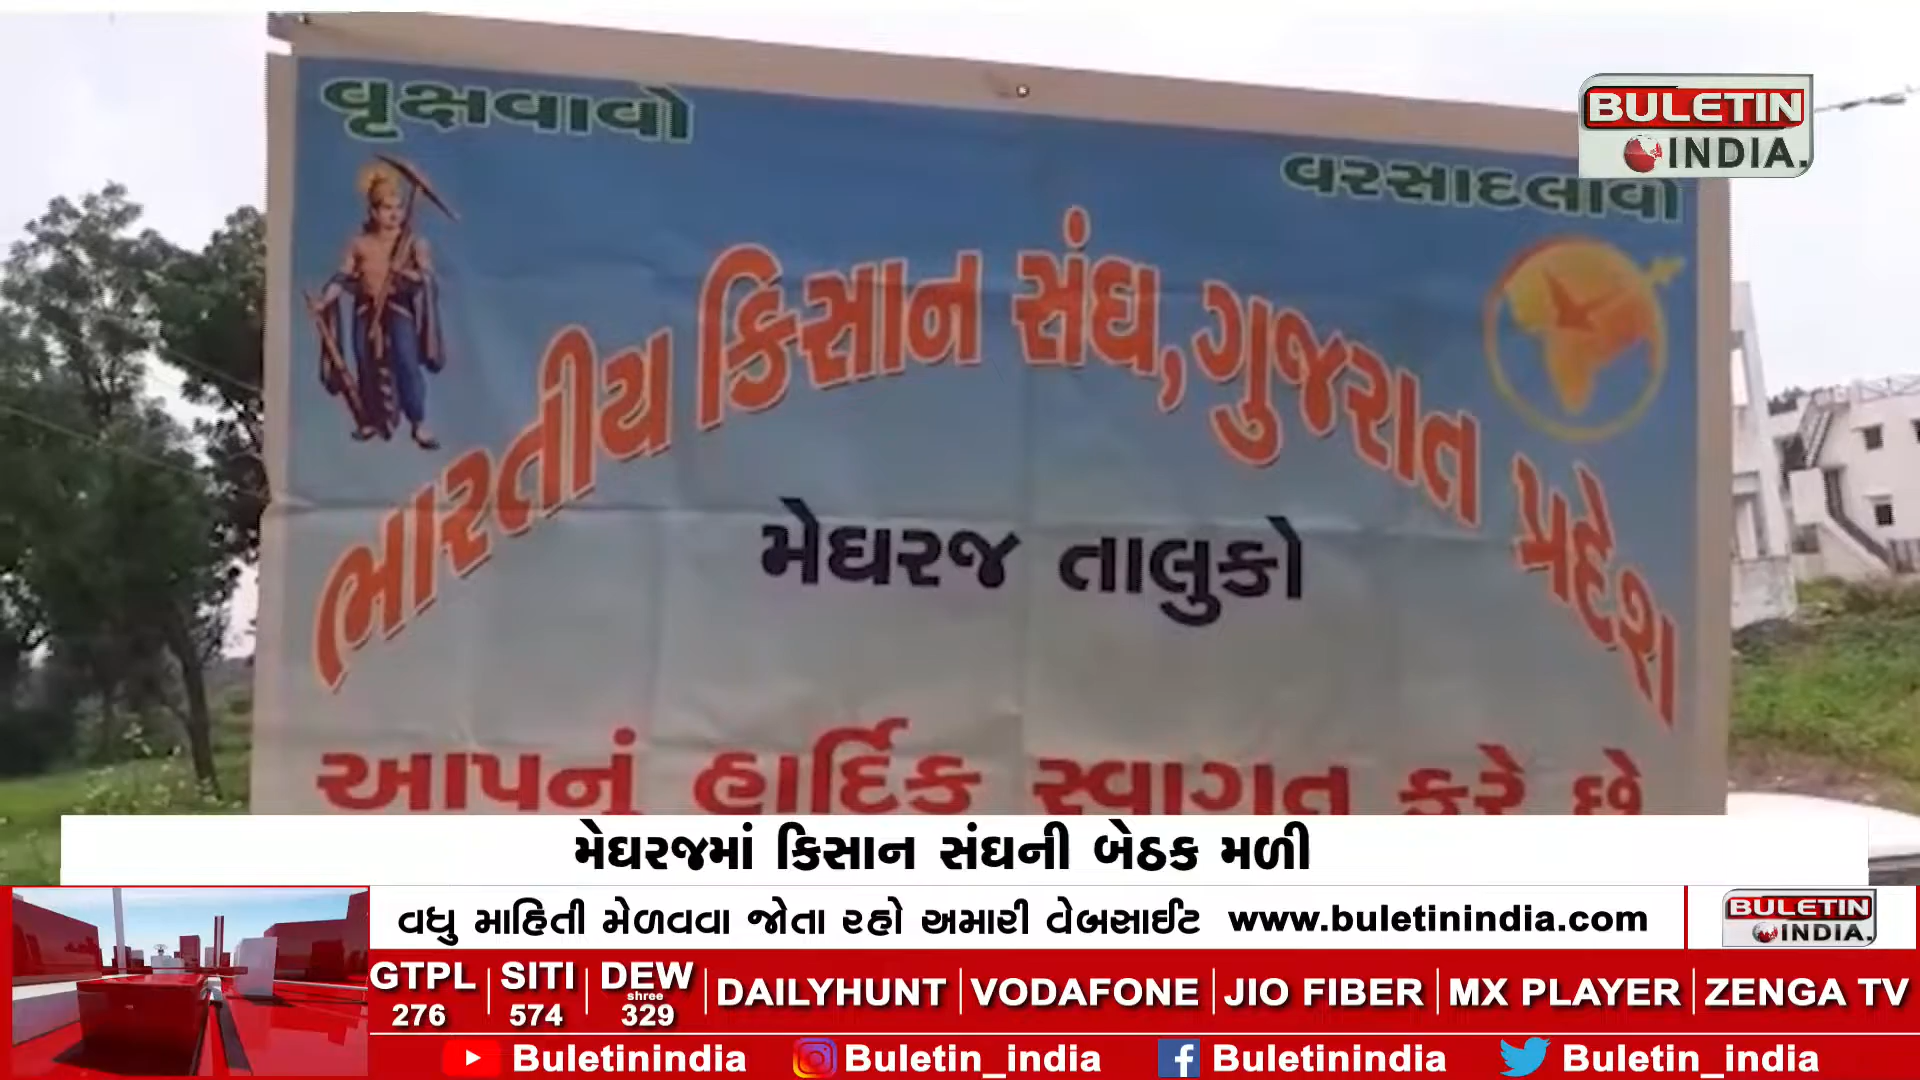 વૃક્ષવાવો
વરસાદલાવો
BULETIN
INDIA.
ભારતીય કિસાન સંઘ, ગુજરાત પ્રદેશ
મેઘરજ તાલુકો
આપનું હાર્દિક સ્વાગત કરે છે
મેઘરજમાં કિસાન સંઘની બેઠક મળી
વધુ માહિતી મેળવવા જોતા રહો અમારી વેબસાઈટ www.buletinindia.com
BULETIN
INDIA.
GTPL 276 | SITI 574 | DEW shree 329 | DAILYHUNT | VODAFONE | JIO FIBER | MX PLAYER | ZENGA TV
Buletinindia Buletin_india Buletinindia Buletin_india